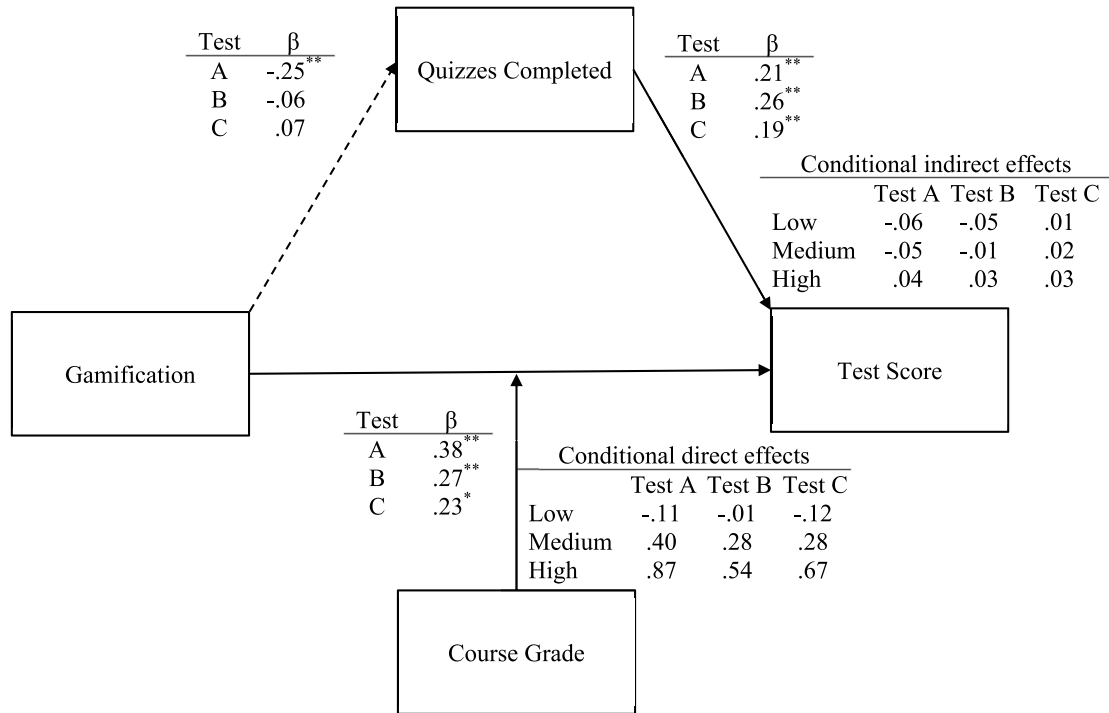 Test β
A -.25**
B -.06
C .07
Quizzes Completed
Test β
A .21**
B .26**
C .19**
Conditional indirect effects
Test A Test B Test C
Low -.06 -.05 .01
Medium -.05 -.01 .02
High .04 .03 .03
Gamification
Test Score
Test β
A .38**
B .27**
C .23*
Conditional direct effects
Test A Test B Test C
Low -.11 -.01 -.12
Medium .40 .28 .28
High .87 .54 .67
Course Grade